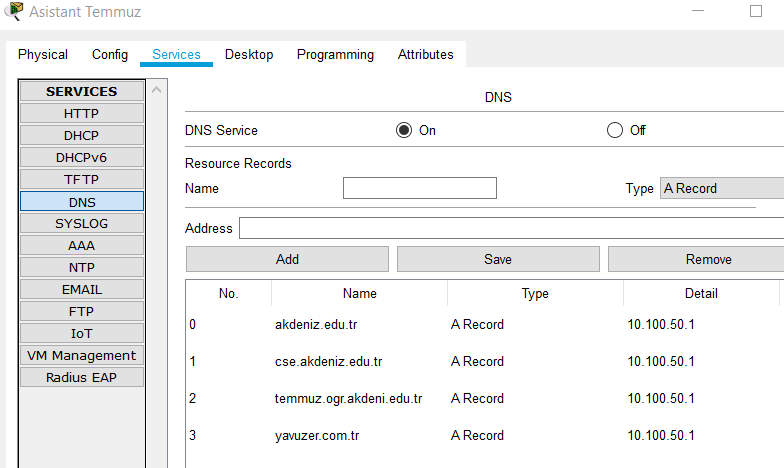 Asistant Temmuz
Physical Config Services Desktop Programming Attributes
SERVICES
HTTP
DHCP
DHCPv6
TFTP
DNS
SYSLOG
AAA
NTP
EMAIL
FTP
IoT
VM Management
Radius EAP
DNS
DNS Service On Off
Resource Records
Name Type A Record
Address
Add Save Remove
No. Name Type Detail
0 akdeniz.edu.tr A Record 10.100.50.1
1 cse.akdeniz.edu.tr A Record 10.100.50.1
2 temmuz.ogr.akdeni.edu.tr A Record 10.100.50.1
3 yavuzer.com.tr A Record 10.100.50.1